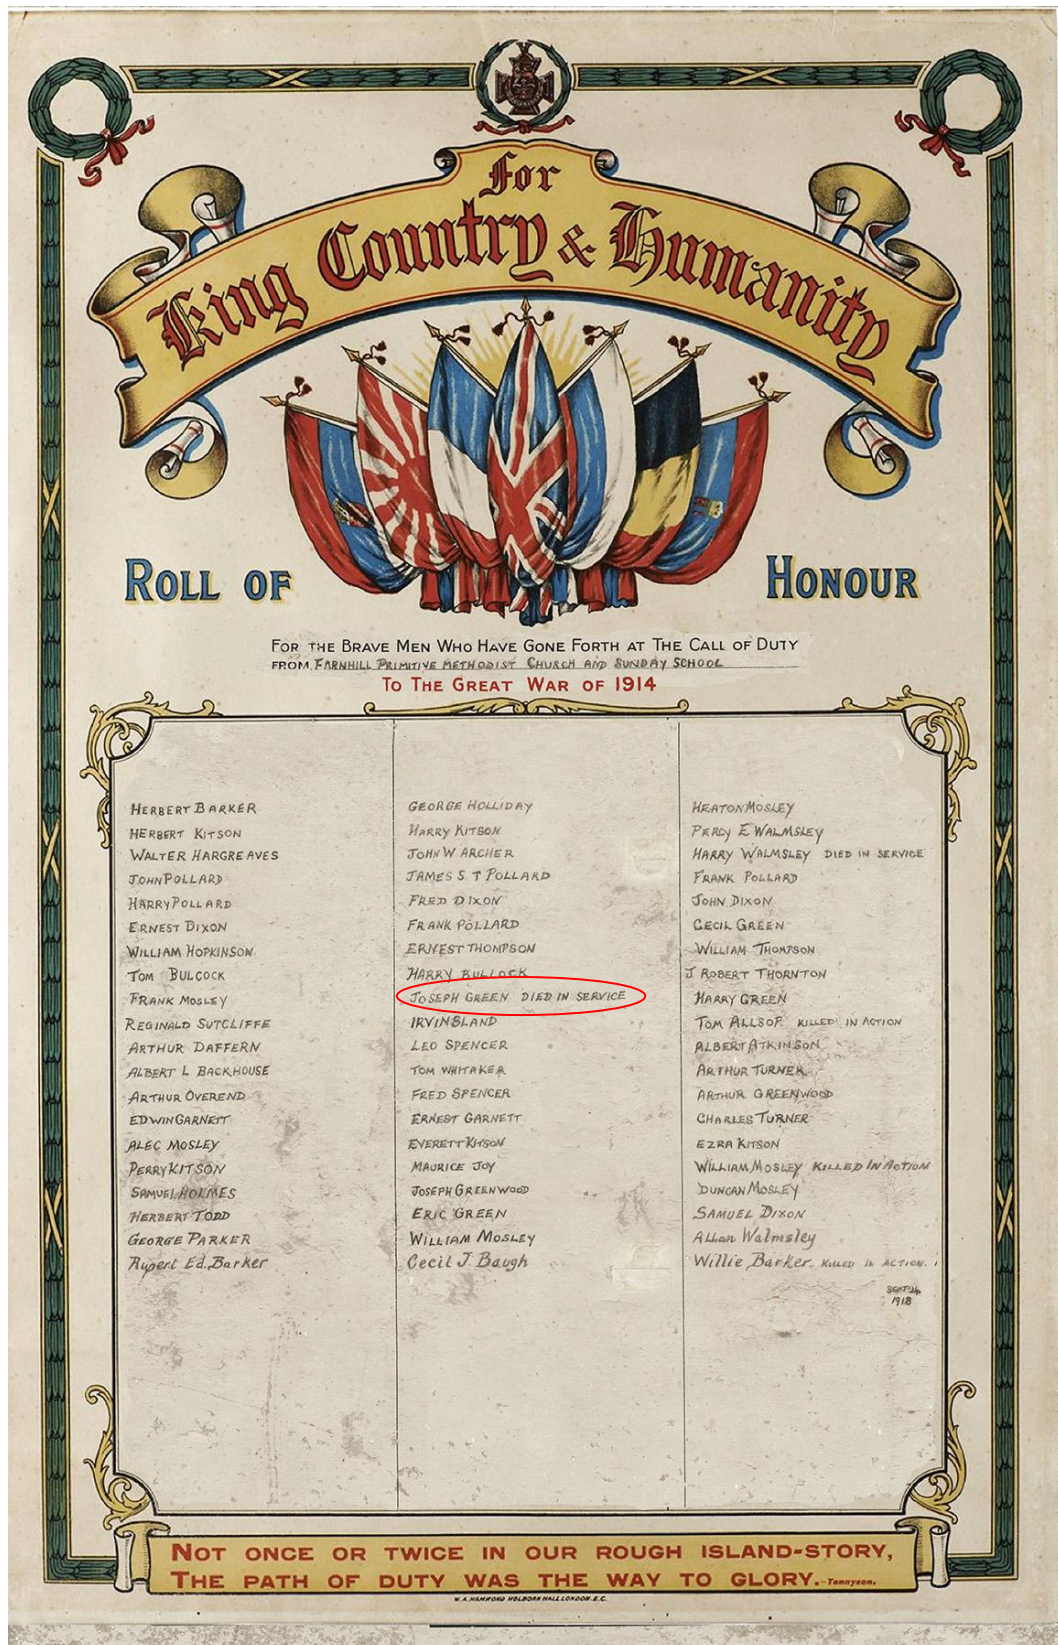 For
King Country & Humanity
ROLL OF HONOUR
FOR THE BRAVE MEN WHO HAVE GONE FORTH AT THE CALL OF DUTY
FROM FARNHILL PRIMITIVE METHODIST CHURCH AND SUNDAY SCHOOL
TO THE GREAT WAR OF 1914
HERBERT BARKER
HERBERT KITSON
WALTER HARGREAVES
JOHN POLLARD
HARRY POLLARD
ERNEST DIXON
WILLIAM HOPKINSON
TOM BULCOCK
FRANK MOSLEY
REGINALD SUTCLIFFE
ARTHUR DAFFERN
ALBERT L BACKHOUSE
ARTHUR OVEREND
EDWIN GARNETT
ALEC MOSLEY
PERRY KITSON
SAMUEL HOLMES
HERBERT TODD
GEORGE PARKER
Rupert Ed. Barker
GEORGE HOLLIDAY
HARRY KITSON
JOHN W ARCHER
JAMES S T POLLARD
FRED DIXON
FRANK POLLARD
ERNEST THOMPSON
HARRY BULLOCK
JOSEPH GREEN DIED IN SERVICE
IRVIN BLAND
LEO SPENCER
TOM WHITAKER
FRED SPENCER
ERNEST GARNETT
EVERETT KITSON
MAURICE JOY
JOSEPH GREENWOOD
ERIC GREEN
WILLIAM MOSLEY
Cecil J Baugh
HEATON MOSLEY
PERCY E WALMSLEY
HARRY WALMSLEY DIED IN SERVICE
FRANK POLLARD
JOHN DIXON
CECIL GREEN
WILLIAM THOMPSON
J ROBERT THORNTON
HARRY GREEN
TOM ALLSOP KILLED IN ACTION
ALBERT ATKINSON
ARTHUR TURNER
ARTHUR GREENWOOD
CHARLES TURNER
EZRA KITSON
WILLIAM MOSLEY KILLED IN ACTION
DUNCAN MOSLEY
SAMUEL DIXON
Allan Walmsley
Willie Barker KILLED IN ACTION.
SEPT 24
1918
NOT ONCE OR TWICE IN OUR ROUGH ISLAND-STORY,
THE PATH OF DUTY WAS THE WAY TO GLORY.—Tennyson.
W. A. HAMMOND HOLBORN HALL LONDON. E.C.